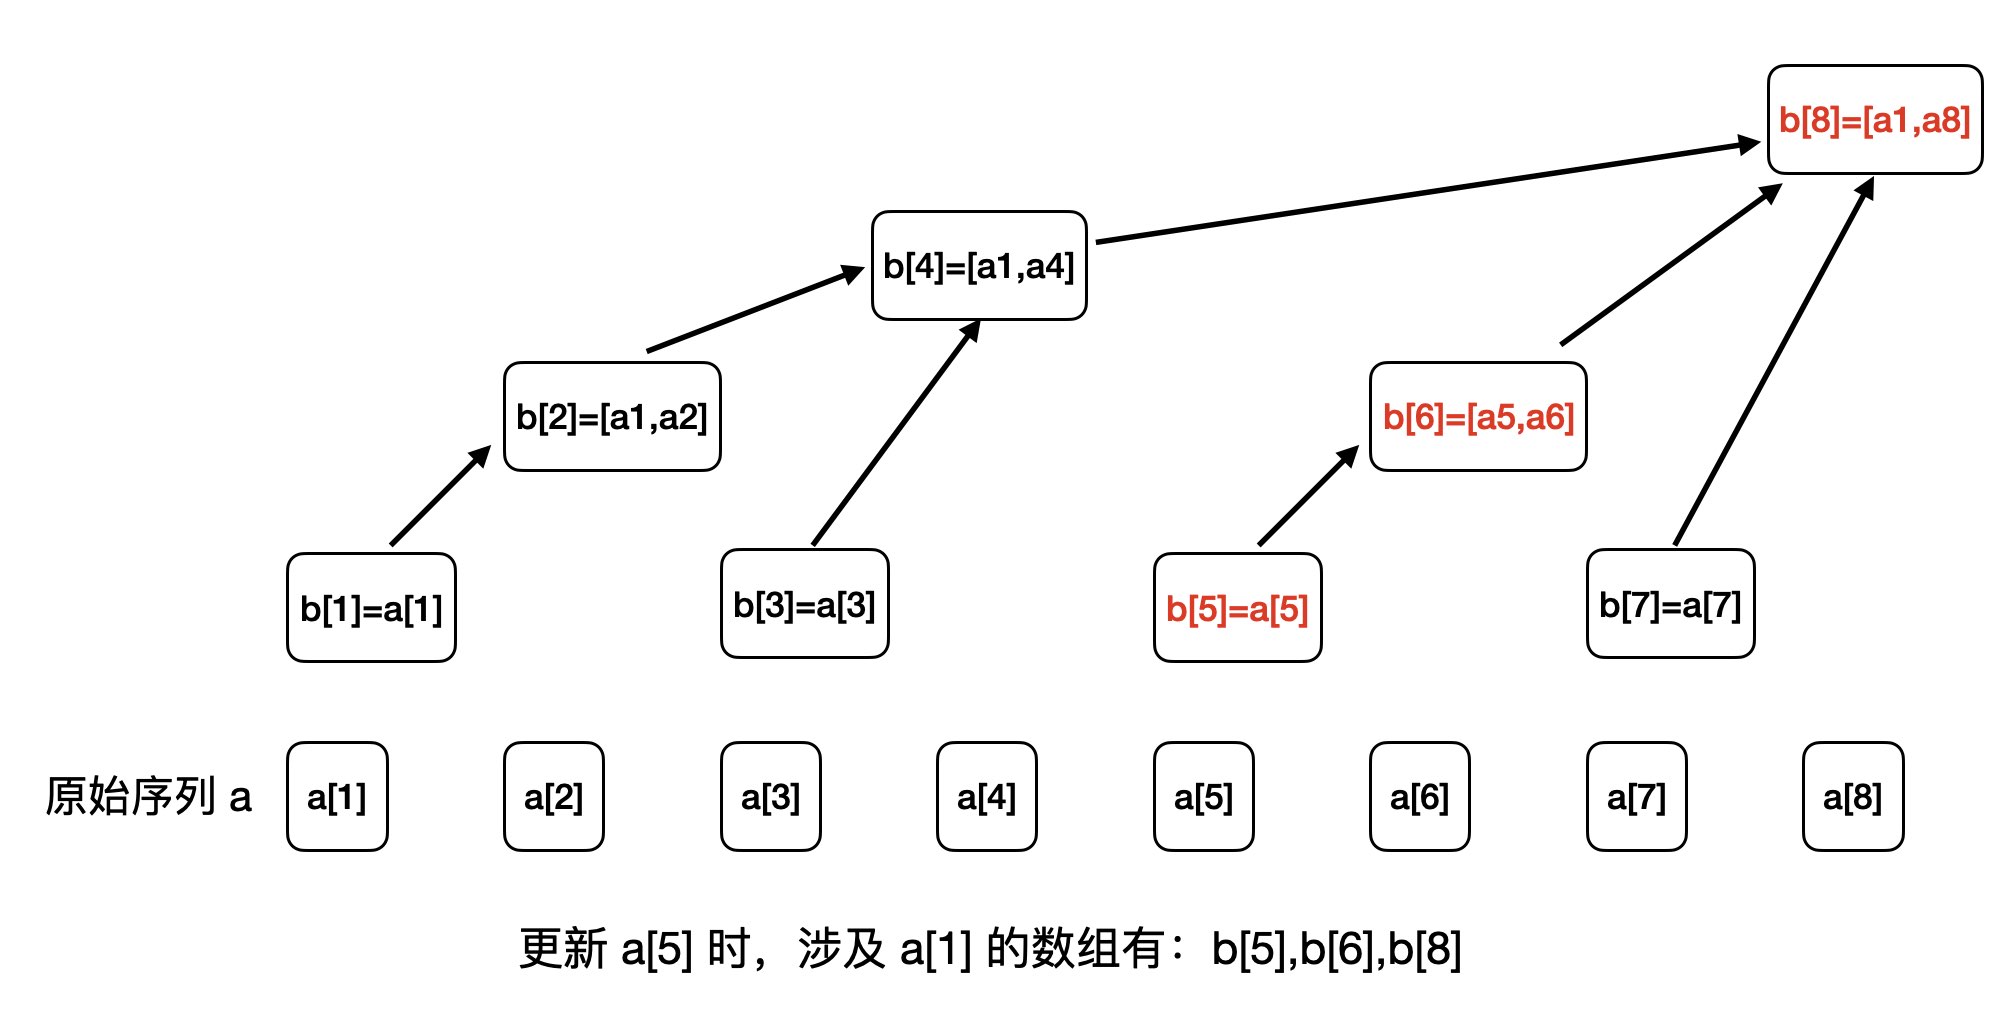 b[8]=[a1,a8]
b[4]=[a1,a4]
b[2]=[a1,a2]
b[6]=[a5,a6]
b[1]=a[1]
b[3]=a[3]
b[5]=a[5]
b[7]=a[7]
原始序列 a
a[1]
a[2]
a[3]
a[4]
a[5]
a[6]
a[7]
a[8]
更新 a[5] 时，涉及 a[1] 的数组有：b[5],b[6],b[8]